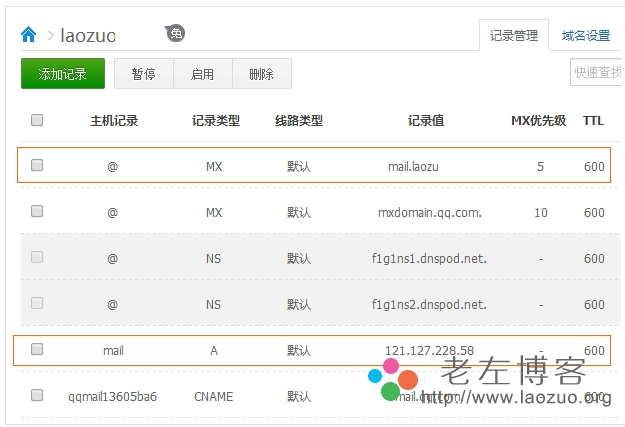 laozuo 免 记录管理 域名设置
添加记录 暂停 启用 删除 快速查找
主机记录 记录类型 线路类型 记录值 MX优先级 TTL
@ MX 默认 mail.laozu 5 600
@ MX 默认 mxdomain.qq.com. 10 600
@ NS 默认 f1g1ns1.dnspod.net. - 600
@ NS 默认 f1g1ns2.dnspod.net. - 600
mail A 默认 121.127.228.58 - 600
老左博客
qqmail13605ba6 CNAME 默认 mail.qq.com. 600
http://www.laozuo.org